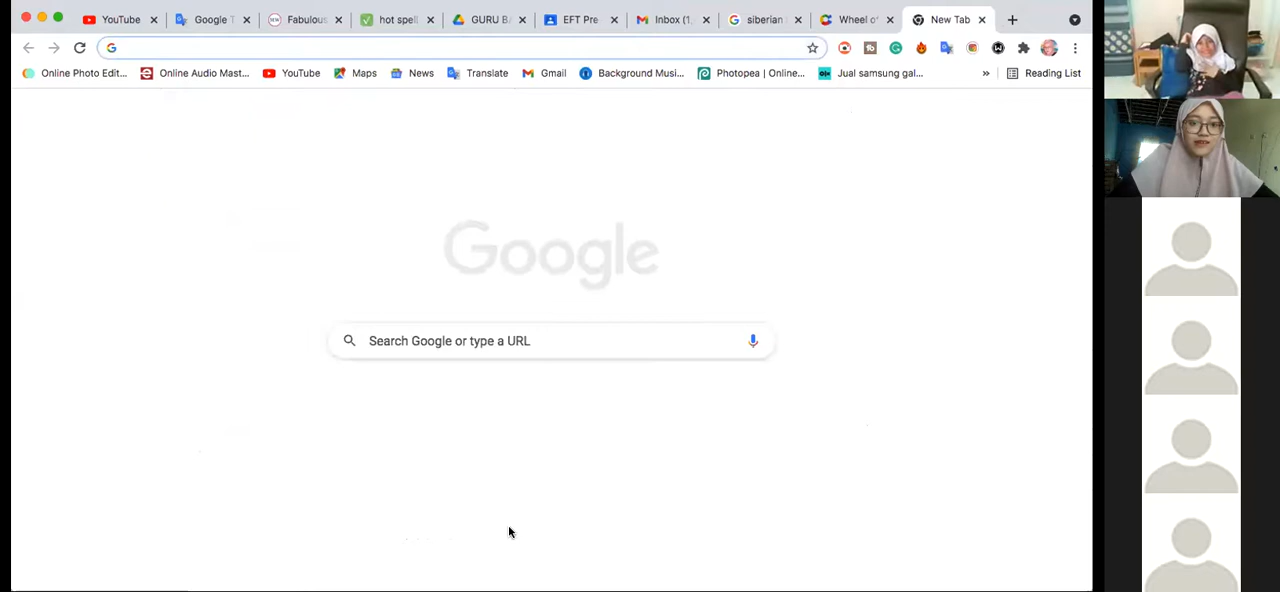 YouTube Google T Fabulous hot spell GURU BA EFT Pre Inbox (1, siberian Wheel of New Tab
Online Photo Edit... Online Audio Mast... YouTube Maps News Translate Gmail Background Musi... Photopea | Online... Jual samsung gal... » Reading List
Google
Search Google or type a URL